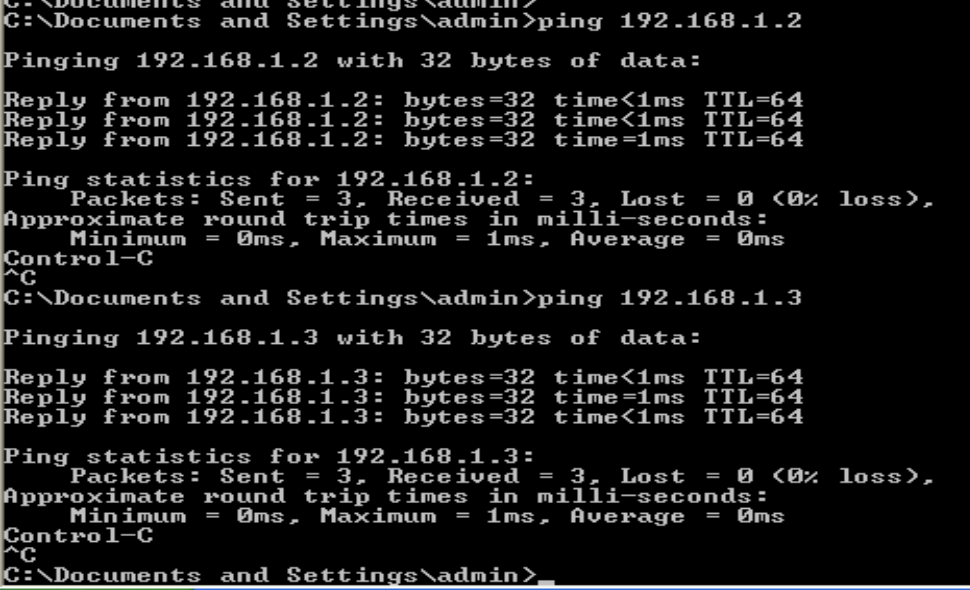 C:\Documents and Settings\admin>
C:\Documents and Settings\admin>ping 192.168.1.2
Pinging 192.168.1.2 with 32 bytes of data:
Reply from 192.168.1.2: bytes=32 time<1ms TTL=64
Reply from 192.168.1.2: bytes=32 time<1ms TTL=64
Reply from 192.168.1.2: bytes=32 time=1ms TTL=64
Ping statistics for 192.168.1.2:
    Packets: Sent = 3, Received = 3, Lost = 0 (0% loss),
Approximate round trip times in milli-seconds:
    Minimum = 0ms, Maximum = 1ms, Average = 0ms
Control-C
^C
C:\Documents and Settings\admin>ping 192.168.1.3
Pinging 192.168.1.3 with 32 bytes of data:
Reply from 192.168.1.3: bytes=32 time<1ms TTL=64
Reply from 192.168.1.3: bytes=32 time=1ms TTL=64
Reply from 192.168.1.3: bytes=32 time<1ms TTL=64
Ping statistics for 192.168.1.3:
    Packets: Sent = 3, Received = 3, Lost = 0 (0% loss),
Approximate round trip times in milli-seconds:
    Minimum = 0ms, Maximum = 1ms, Average = 0ms
Control-C
^C
C:\Documents and Settings\admin>_